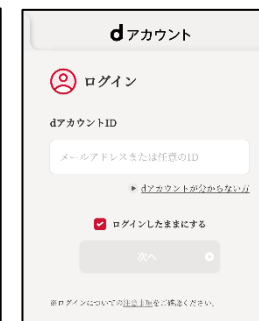 dアカウント
ログイン
dアカウントID
メールアドレスまたは任意のID
dアカウントが分からない方
ログインしたままにする
次へ
※ログインについての注意事項をご確認ください。